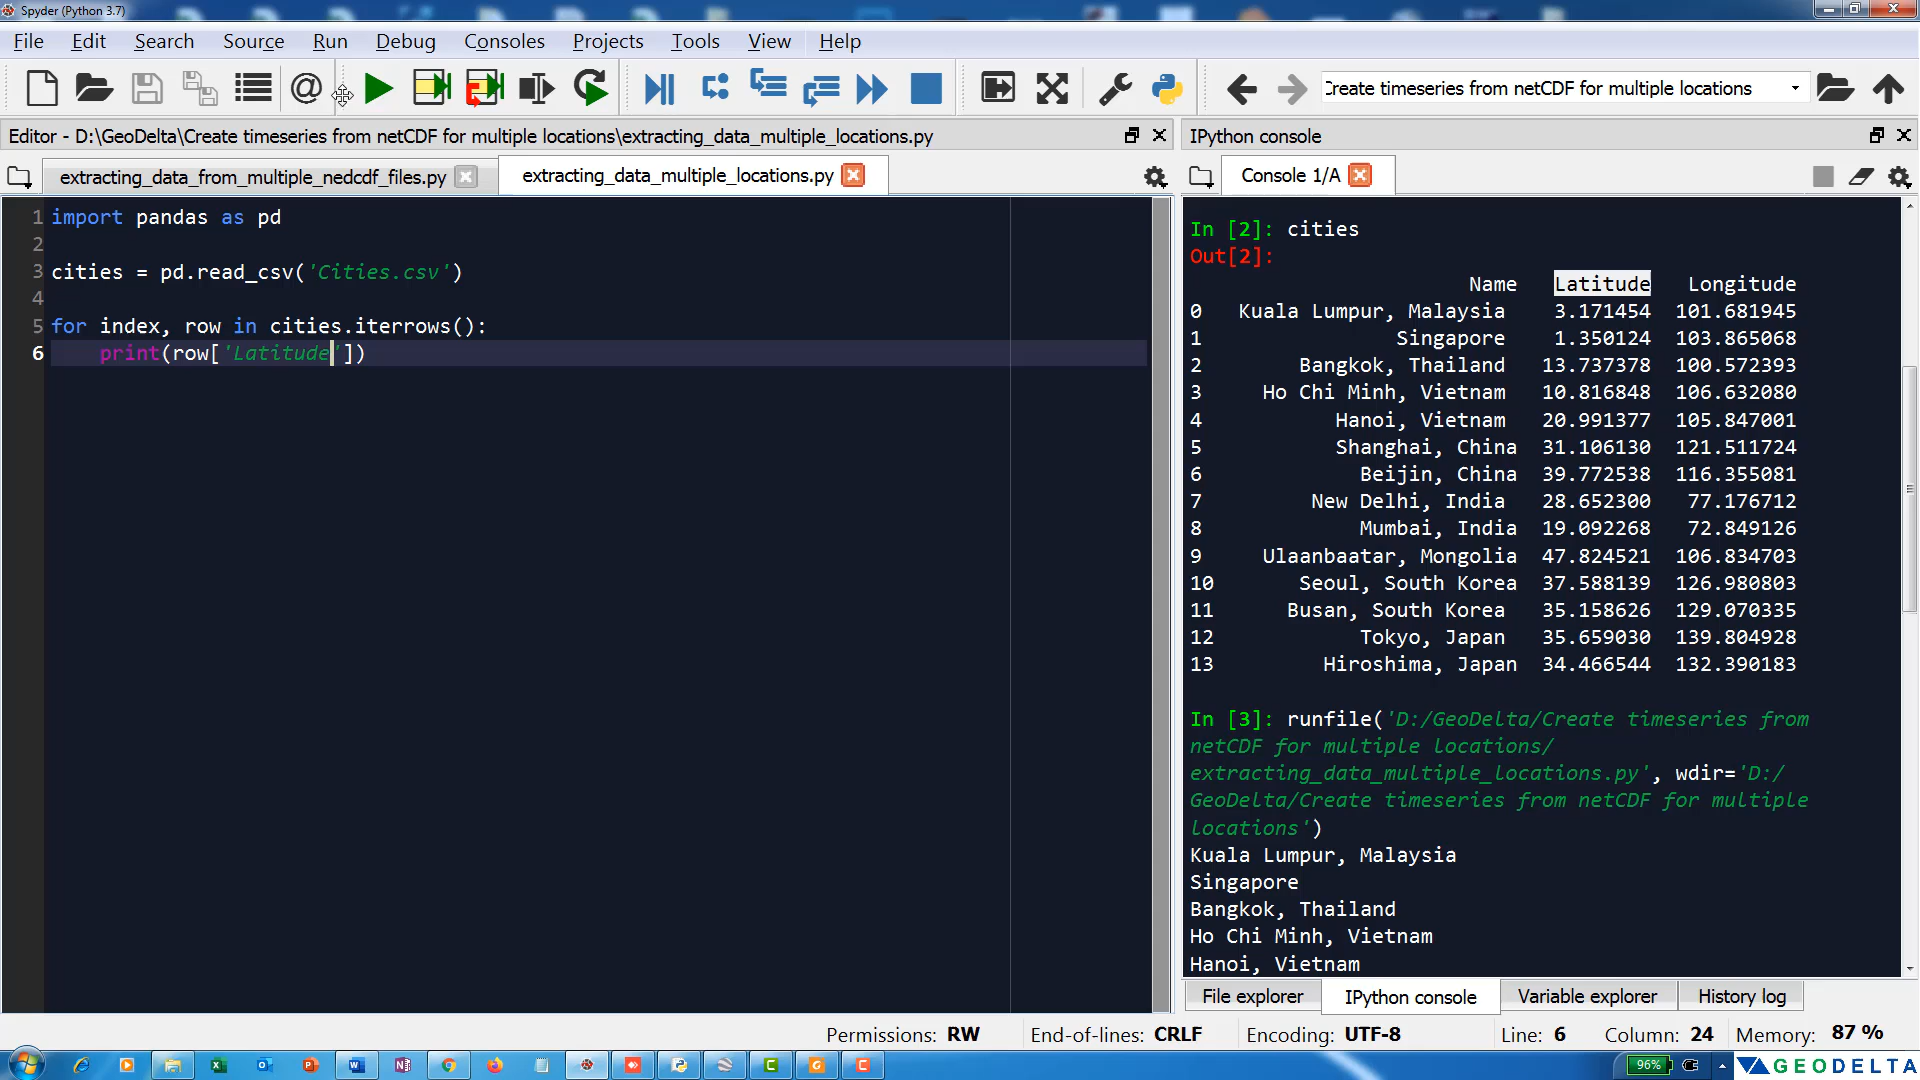 Spyder (Python 3.7)
File Edit Search Source Run Debug Consoles Projects Tools View Help
Create timeseries from netCDF for multiple locations
Editor - D:\GeoDelta\Create timeseries from netCDF for multiple locations\extracting_data_multiple_locations.py
extracting_data_from_multiple_nedcdf_files.py
extracting_data_multiple_locations.py
1 import pandas as pd
2
3 cities = pd.read_csv('Cities.csv')
4
5 for index, row in cities.iterrows():
6     print(row['Latitude'])
IPython console
Console 1/A
In [2]: cities
Out[2]:
Name Latitude Longitude
0 Kuala Lumpur, Malaysia 3.171454 101.681945
1 Singapore 1.350124 103.865068
2 Bangkok, Thailand 13.737378 100.572393
3 Ho Chi Minh, Vietnam 10.816848 106.632080
4 Hanoi, Vietnam 20.991377 105.847001
5 Shanghai, China 31.106130 121.511724
6 Beijin, China 39.772538 116.355081
7 New Delhi, India 28.652300 77.176712
8 Mumbai, India 19.092268 72.849126
9 Ulaanbaatar, Mongolia 47.824521 106.834703
10 Seoul, South Korea 37.588139 126.980803
11 Busan, South Korea 35.158626 129.070335
12 Tokyo, Japan 35.659030 139.804928
13 Hiroshima, Japan 34.466544 132.390183
In [3]: runfile('D:/GeoDelta/Create timeseries from
netCDF for multiple locations/
extracting_data_multiple_locations.py', wdir='D:/
GeoDelta/Create timeseries from netCDF for multiple
locations')
Kuala Lumpur, Malaysia
Singapore
Bangkok, Thailand
Ho Chi Minh, Vietnam
Hanoi, Vietnam
File explorer IPython console Variable explorer History log
Permissions: RW End-of-lines: CRLF Encoding: UTF-8 Line: 6 Column: 24 Memory: 87 %
96%
GEODELTA